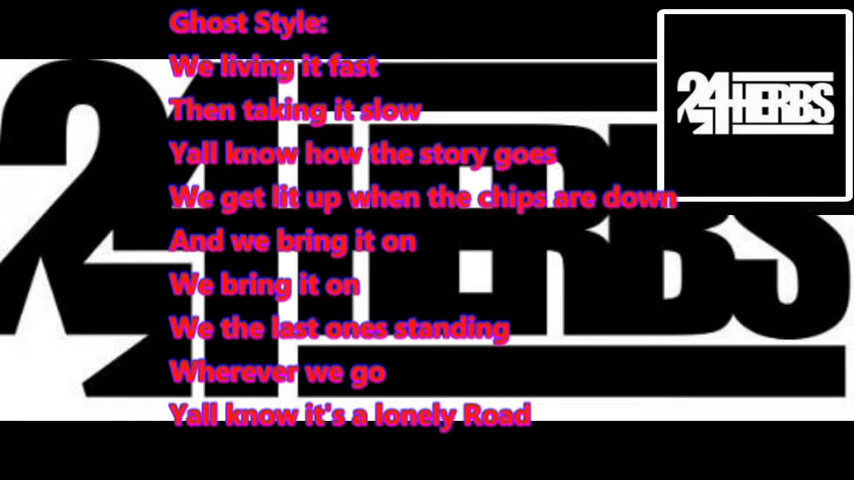 Ghost Style:
We living it fast
Then taking it slow
Yall know how the story goes
We get lit up when the chips are down
And we bring it on
We bring it on
We the last ones standing
Wherever we go
Yall know it's a lonely Road
24HERBS
24HERBS